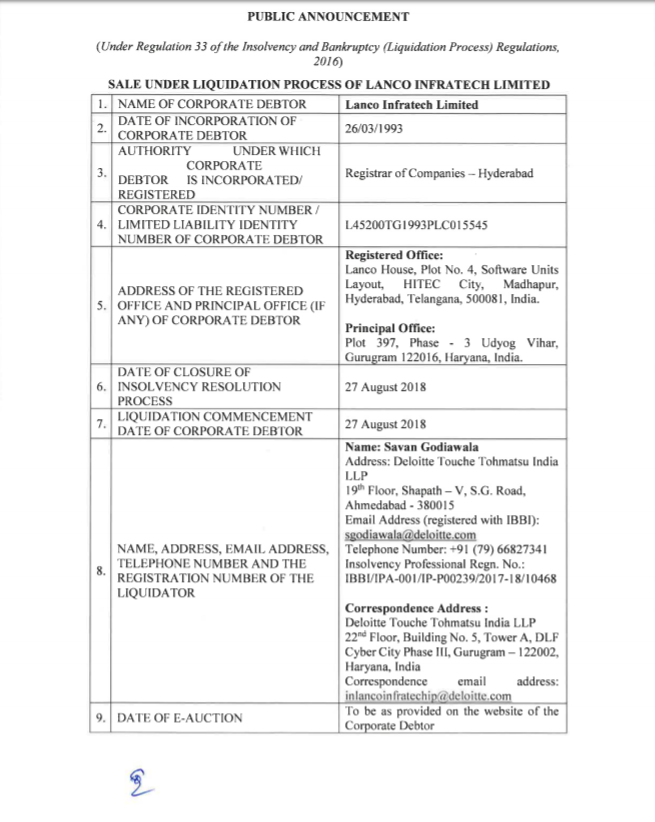 PUBLIC ANNOUNCEMENT
(Under Regulation 33 of the Insolvency and Bankruptcy (Liquidation Process) Regulations,
2016)
SALE UNDER LIQUIDATION PROCESS OF LANCO INFRATECH LIMITED
1. NAME OF CORPORATE DEBTOR
Lanco Infratech Limited
2. DATE OF INCORPORATION OF
CORPORATE DEBTOR
26/03/1993
3. AUTHORITY UNDER WHICH
CORPORATE
DEBTOR IS INCORPORATED/
REGISTERED
Registrar of Companies – Hyderabad
4. CORPORATE IDENTITY NUMBER /
LIMITED LIABILITY IDENTITY
NUMBER OF CORPORATE DEBTOR
L45200TG1993PLC015545
5. ADDRESS OF THE REGISTERED
OFFICE AND PRINCIPAL OFFICE (IF
ANY) OF CORPORATE DEBTOR
Registered Office:
Lanco House, Plot No. 4, Software Units
Layout, HITEC City, Madhapur,
Hyderabad, Telangana, 500081, India.
Principal Office:
Plot 397, Phase - 3 Udyog Vihar,
Gurugram 122016, Haryana, India.
6. DATE OF CLOSURE OF
INSOLVENCY RESOLUTION
PROCESS
27 August 2018
7. LIQUIDATION COMMENCEMENT
DATE OF CORPORATE DEBTOR
27 August 2018
8. NAME, ADDRESS, EMAIL ADDRESS,
TELEPHONE NUMBER AND THE
REGISTRATION NUMBER OF THE
LIQUIDATOR
Name: Savan Godiawala
Address: Deloitte Touche Tohmatsu India
LLP
19th Floor, Shapath – V, S.G. Road,
Ahmedabad - 380015
Email Address (registered with IBBI):
sgodiawala@deloitte.com
Telephone Number: +91 (79) 66827341
Insolvency Professional Regn. No.:
IBBI/IPA-001/IP-P00239/2017-18/10468
Correspondence Address :
Deloitte Touche Tohmatsu India LLP
22nd Floor, Building No. 5, Tower A, DLF
Cyber City Phase III, Gurugram – 122002,
Haryana, India
Correspondence email address:
inlancoinfratechip@deloitte.com
9. DATE OF E-AUCTION
To be as provided on the website of the
Corporate Debtor